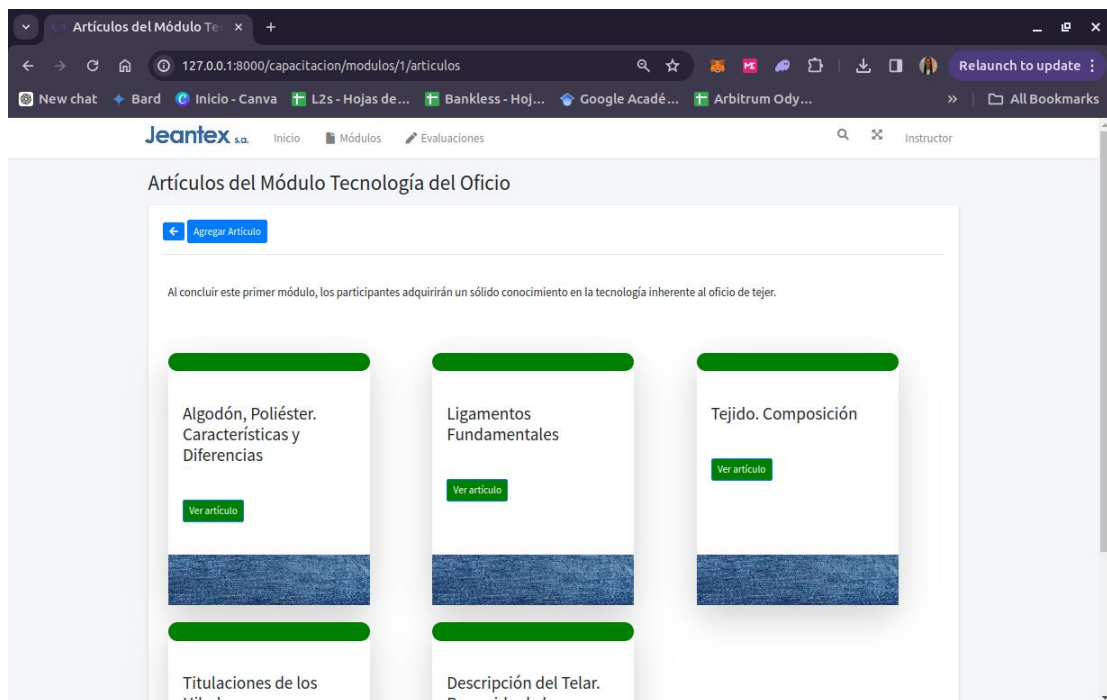 Artículos del Módulo Te
127.0.0.1:8000/capacitacion/modulos/1/articulos
Relaunch to update
New chat
Bard
Inicio - Canva
L2s - Hojas de...
Bankless - Hoj...
Google Acadé...
Arbitrum Ody...
All Bookmarks
Jeantex s.a.
Inicio
Módulos
Evaluaciones
Instructor
Artículos del Módulo Tecnología del Oficio
Agregar Artículo
Al concluir este primer módulo, los participantes adquirirán un sólido conocimiento en la tecnología inherente al oficio de tejer.
Algodón, Poliéster.
Características y
Diferencias
Ver artículo
Ligamentos
Fundamentales
Ver artículo
Tejido. Composición
Ver artículo
Titulaciones de los
Descripción del Telar.